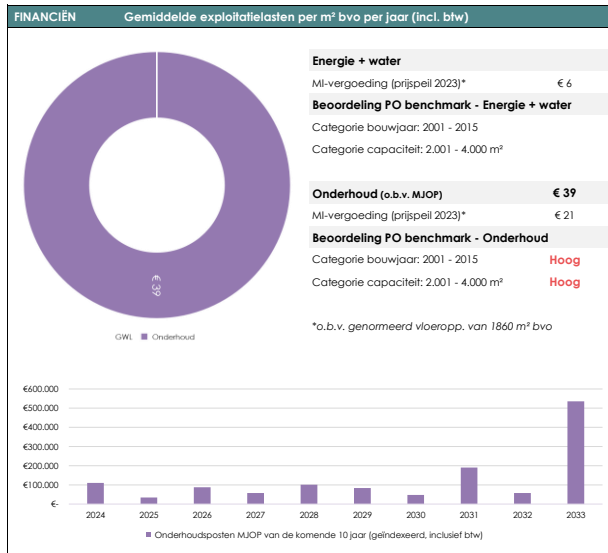 FINANCIËN Gemiddelde exploitatielasten per m² bvo per jaar (incl. btw)
€ 39
GWL Onderhoud
Energie + water
MI-vergoeding (prijspeil 2023)* € 6
Beoordeling PO benchmark - Energie + water
Categorie bouwjaar: 2001 - 2015
Categorie capaciteit: 2.001 - 4.000 m²
Onderhoud (o.b.v. MJOP) € 39
MI-vergoeding (prijspeil 2023)* € 21
Beoordeling PO benchmark - Onderhoud
Categorie bouwjaar: 2001 - 2015 Hoog
Categorie capaciteit: 2.001 - 4.000 m² Hoog
*o.b.v. genormeerd vloeropp. van 1860 m² bvo
€600.000
€500.000
€400.000
€300.000
€200.000
€100.000
€-
2024 2025 2026 2027 2028 2029 2030 2031 2032 2033
Onderhoudsposten MJOP van de komende 10 jaar (geïndexeerd, inclusief btw)